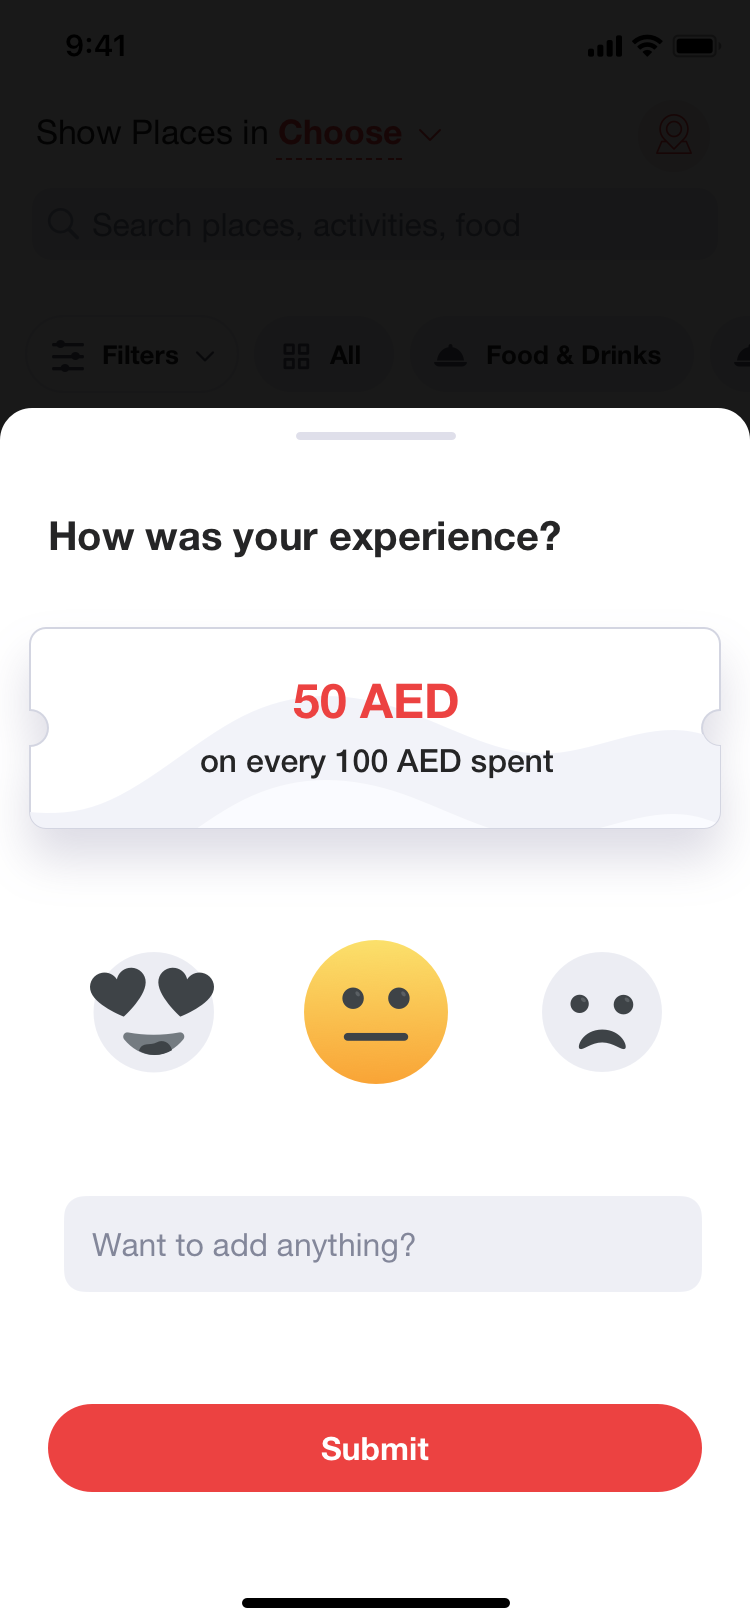 9:41
Show Places in Choose
Search places, activities, food
Filters
All
Food & Drinks
How was your experience?
50 AED
on every 100 AED spent
Want to add anything?
Submit